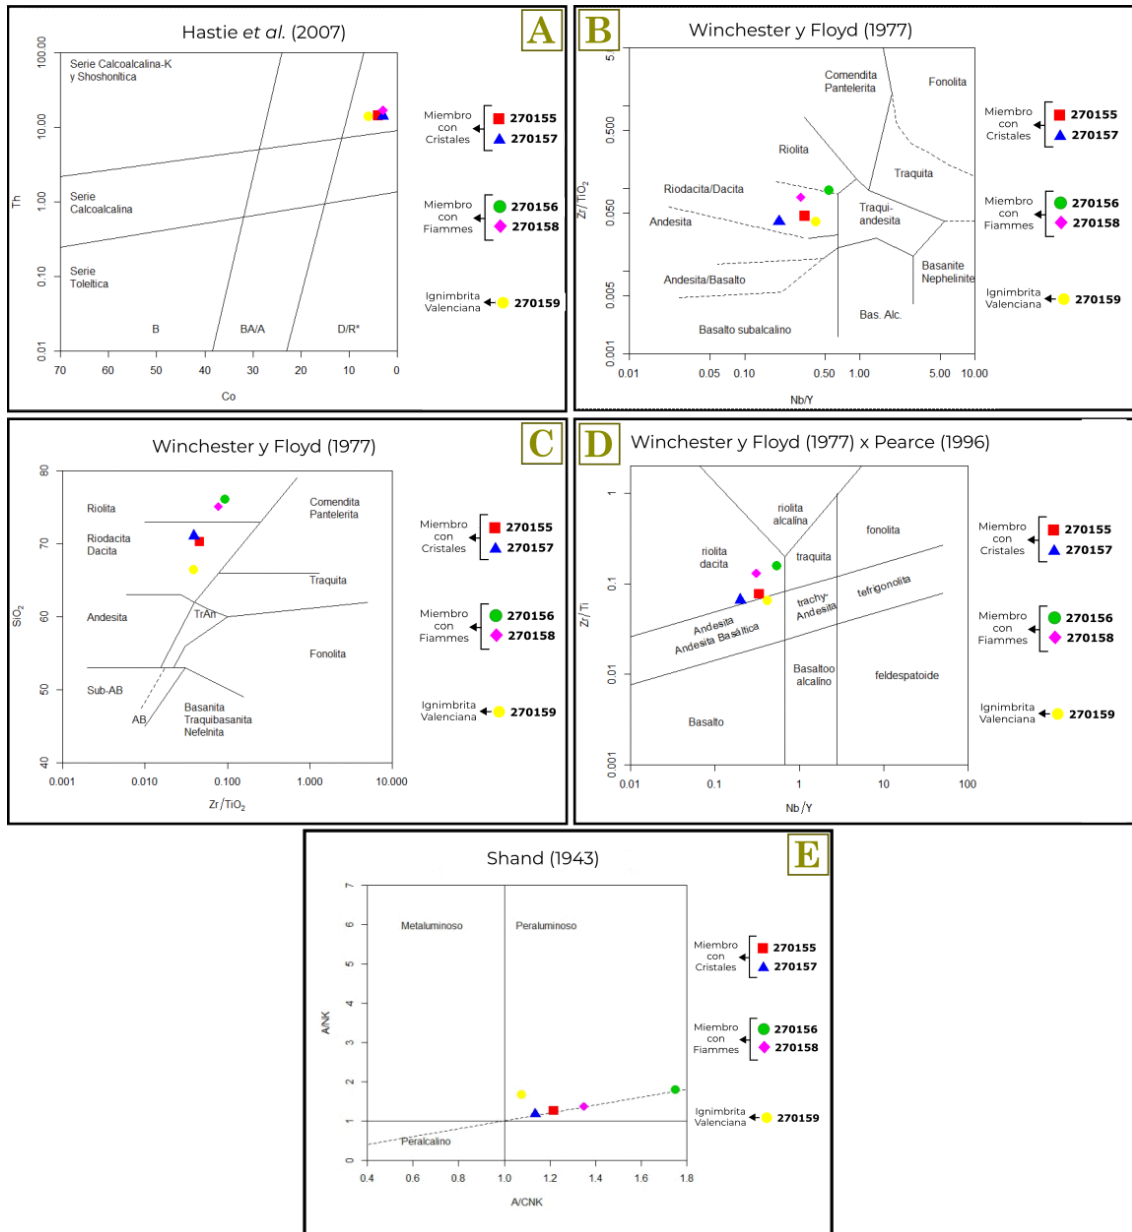 Hastie et al. (2007)
A
Serie Calcoalcalina-K
y Shoshonítica
Serie
Calcoalcalina
Serie
Toleítica
B
BA/A
D/R*
100.00
10.00
1.00
0.10
0.01
Th
70
60
50
40
30
20
10
0
Co
Miembro
con
Cristales
270155
270157
Miembro
con
Fiammes
270156
270158
Ignimbrita
Valenciana
270159
B
Winchester y Floyd (1977)
Comendita
Pantelerita
Fonolita
Riolita
Traquita
Riodacita/Dacita
Traqui-
andesita
Andesita
Andesita/Basalto
Basanite
Nephelinite
Bas. Alc.
Basalto subalcalino
0.500
0.050
0.005
0.001
Zr/TiO2
0.01
0.05
0.10
0.50
1.00
5.00
10.00
Nb/Y
Miembro
con
Cristales
270155
270157
Miembro
con
Fiammes
270156
270158
Ignimbrita
Valenciana
270159
Winchester y Floyd (1977)
C
Riolita
Comendita
Pantelerita
Riodacita
Dacita
Traquita
Andesita
TrAn
Fonolita
Sub-AB
AB
Basanita
Traquibasanita
Nefelnita
80
70
60
50
40
SiO2
0.001
0.010
0.100
1.000
10.000
Zr/TiO2
Miembro
con
Cristales
270155
270157
Miembro
con
Fiammes
270156
270158
Ignimbrita
Valenciana
270159
D
Winchester y Floyd (1977) x Pearce (1996)
riolita
alcalína
fonolita
riolita
dacita
traquita
tefrigonolita
trachy-
Andesita
Andesita
Andesita Basáltica
Basaltoo
alcalino
feldespatoide
Basalto
1
0.1
0.01
0.001
Zr/Ti
0.01
0.1
1
10
100
Nb/Y
Miembro
con
Cristales
270155
270157
Miembro
con
Fiammes
270156
270158
Ignimbrita
Valenciana
270159
Shand (1943)
E
Metaluminoso
Peraluminoso
Peralcalino
7
6
5
4
3
2
1
0
A/NK
0.4
0.6
0.8
1.0
1.2
1.4
1.6
1.8
A/CNK
Miembro
con
Cristales
270155
270157
Miembro
con
Fiammes
270156
270158
Ignimbrita
Valenciana
270159